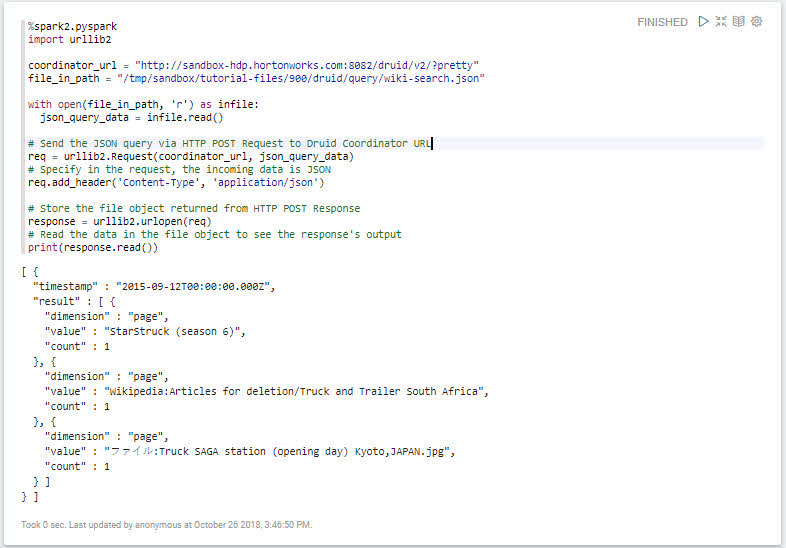 %spark2.pyspark
FINISHED
import urllib2
coordinator_url = "http://sandbox-hdp.hortonworks.com:8082/druid/v2/?pretty"
file_in_path = "/tmp/sandbox/tutorial-files/900/druid/query/wiki-search.json"
with open(file_in_path, 'r') as infile:
  json_query_data = infile.read()
# Send the JSON query via HTTP POST Request to Druid Coordinator URL
req = urllib2.Request(coordinator_url, json_query_data)
# Specify in the request, the incoming data is JSON
req.add_header('Content-Type', 'application/json')
# Store the file object returned from HTTP POST Response
response = urllib2.urlopen(req)
# Read the data in the file object to see the response's output
print(response.read())
[ {
  "timestamp" : "2015-09-12T00:00:00.000Z",
  "result" : [ {
    "dimension" : "page",
    "value" : "StarStruck (season 6)",
    "count" : 1
  }, {
    "dimension" : "page",
    "value" : "Wikipedia:Articles for deletion/Truck and Trailer South Africa",
    "count" : 1
  }, {
    "dimension" : "page",
    "value" : "ファイル:Truck SAGA station (opening day) Kyoto,JAPAN.jpg",
    "count" : 1
  } ]
} ]
Took 0 sec. Last updated by anonymous at October 26 2018, 3:46:50 PM.